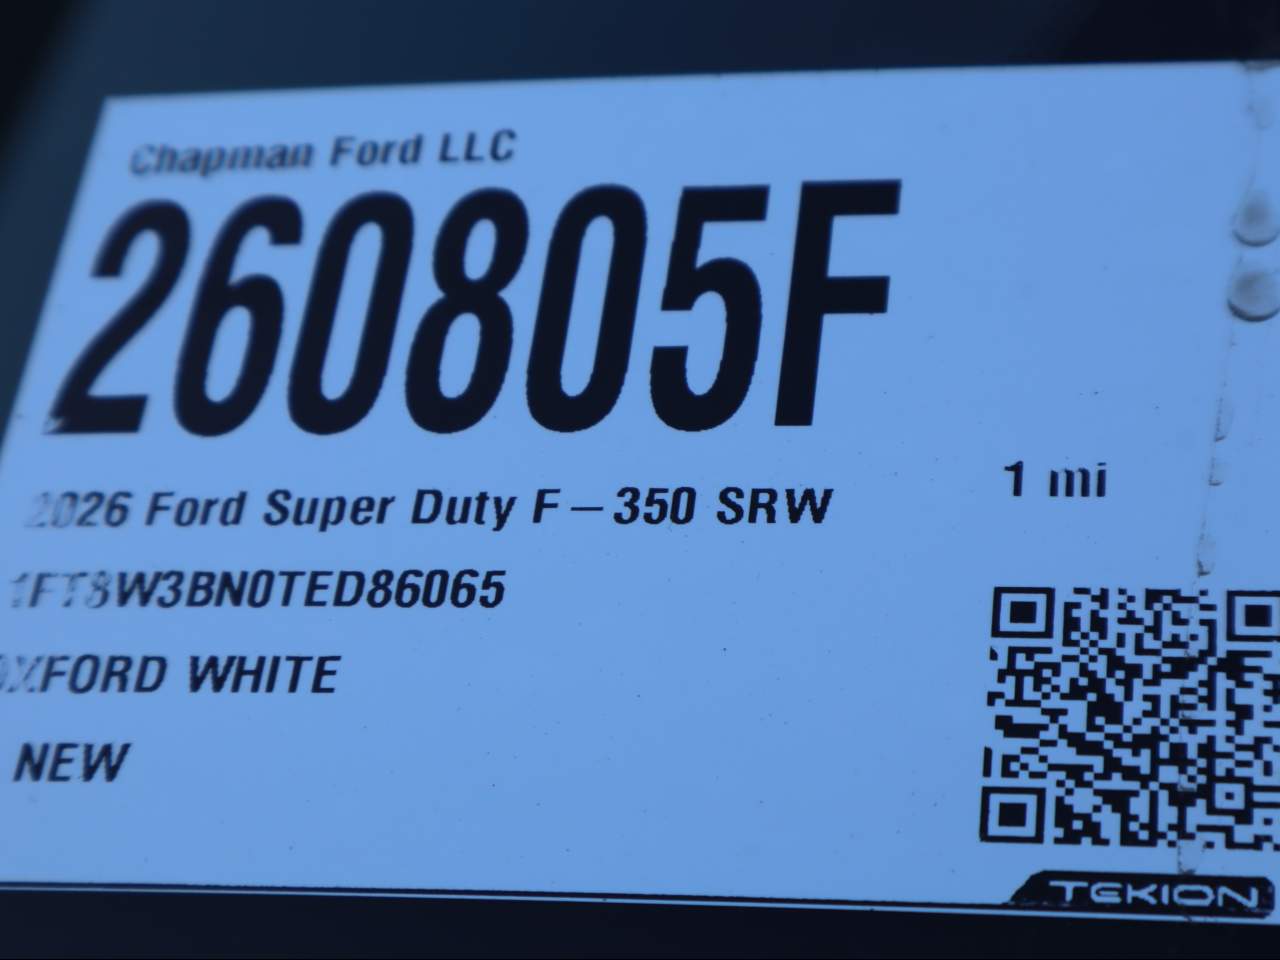 Chapman Ford LLC
260805F
2026 Ford Super Duty F-350 SRW
1 mi
1FT8W3BN0TED86065
OXFORD WHITE
NEW
TEKION